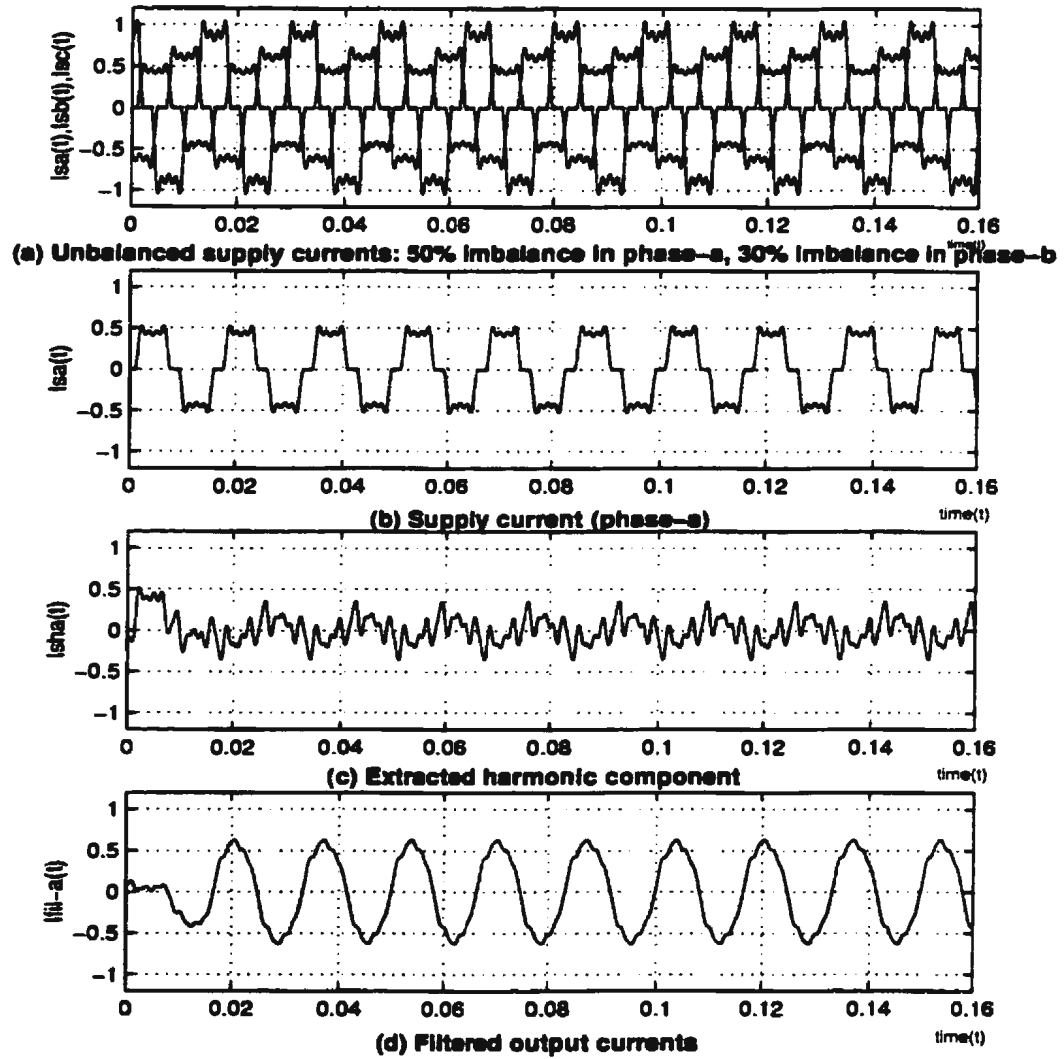 1
0.5
0
−0.5
−1
Isa(t),Isb(t),Isc(t)
0 0.02 0.04 0.06 0.08 0.1 0.12 0.14 0.16
time(t)
(a) Unbalanced supply currents: 50% imbalance in phase−a, 30% imbalance in phase−b
1
0.5
0
−0.5
−1
Isa(t)
0 0.02 0.04 0.06 0.08 0.1 0.12 0.14 0.16
(b) Supply current (phase−a)
time(t)
1
0.5
0
−0.5
−1
Isha(t)
0 0.02 0.04 0.06 0.08 0.1 0.12 0.14 0.16
(c) Extracted harmonic component
time(t)
1
0.5
0
−0.5
−1
Ifil−a(t)
0 0.02 0.04 0.06 0.08 0.1 0.12 0.14 0.16
(d) Filtered output currents
time(t)